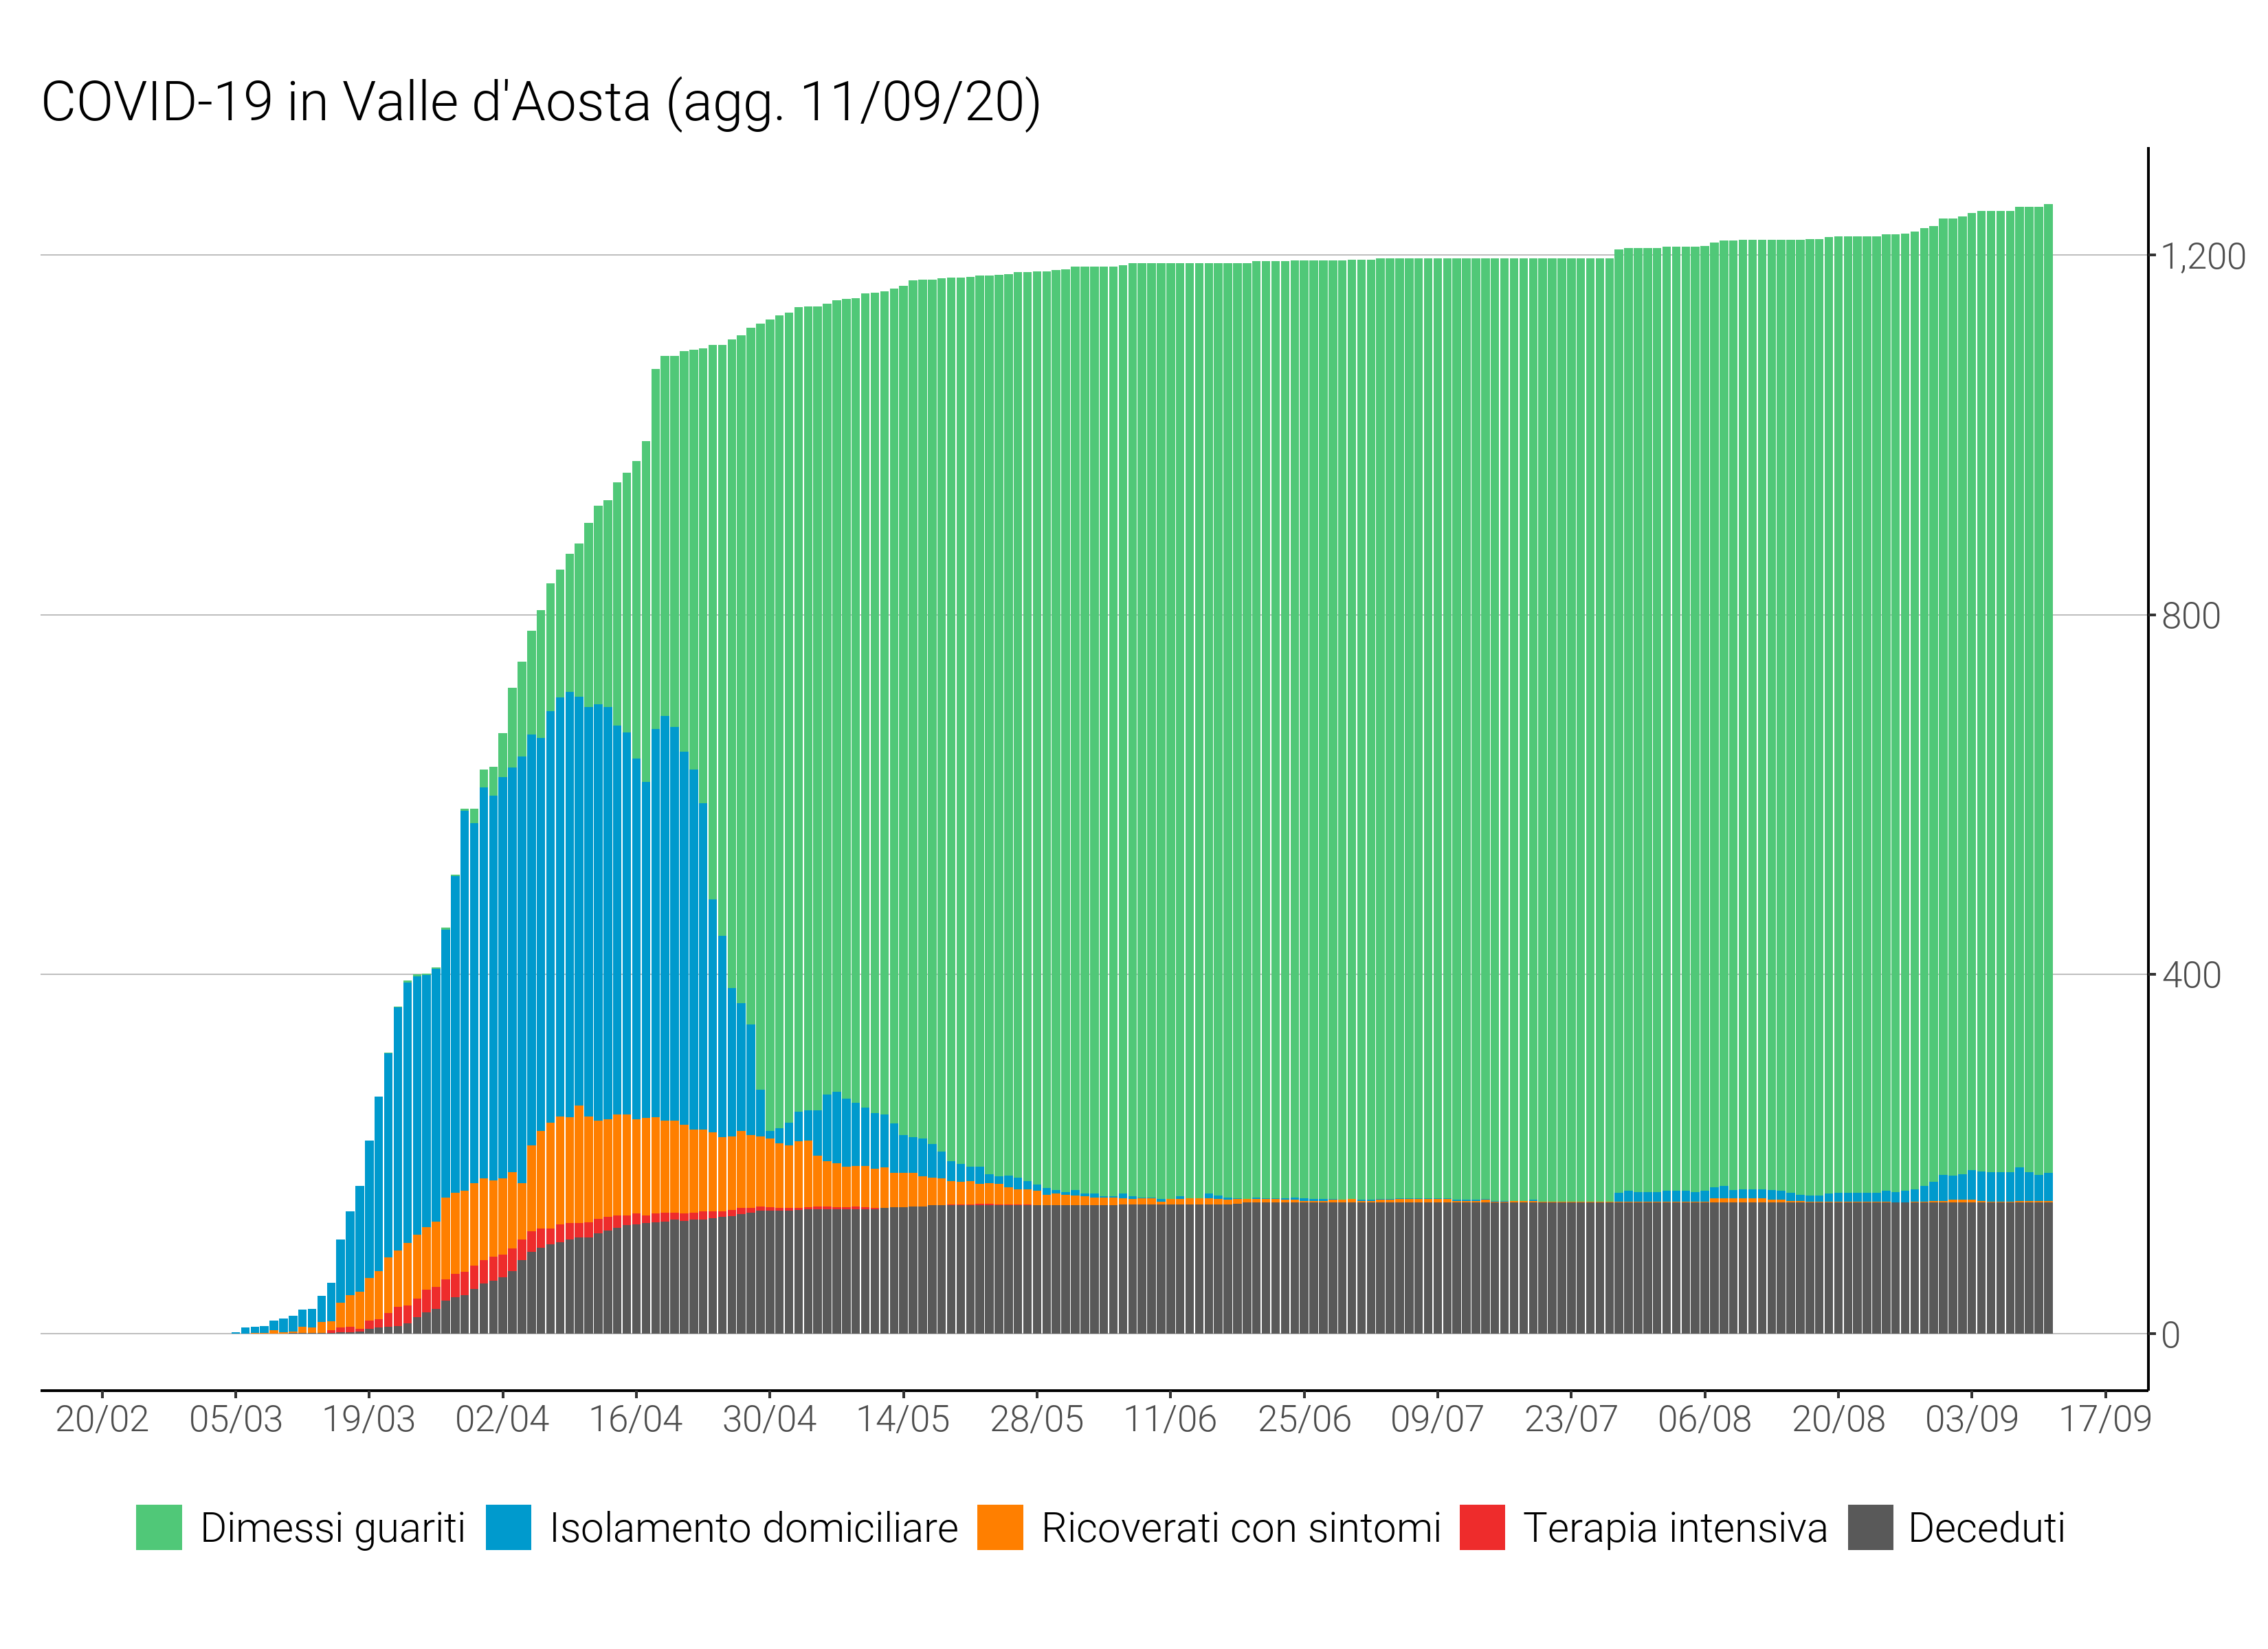 COVID-19 in Valle d'Aosta (agg. 11/09/20)
1,200
800
400
0
20/02 05/03 19/03 02/04 16/04 30/04 14/05 28/05 11/06 25/06 09/07 23/07 06/08 20/08 03/09 17/09
Dimessi guariti Isolamento domiciliare Ricoverati con sintomi Terapia intensiva Deceduti